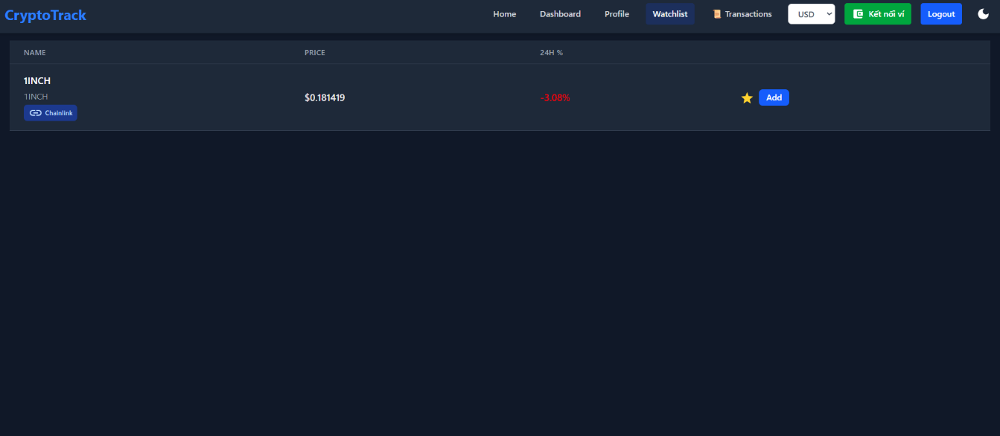 CryptoTrack Home Dashboard Profile Watchlist Transactions USD Kết nối ví Logout
NAME PRICE 24H %
1INCH
1INCH $0.181419 -3.08% Add
Chainlink